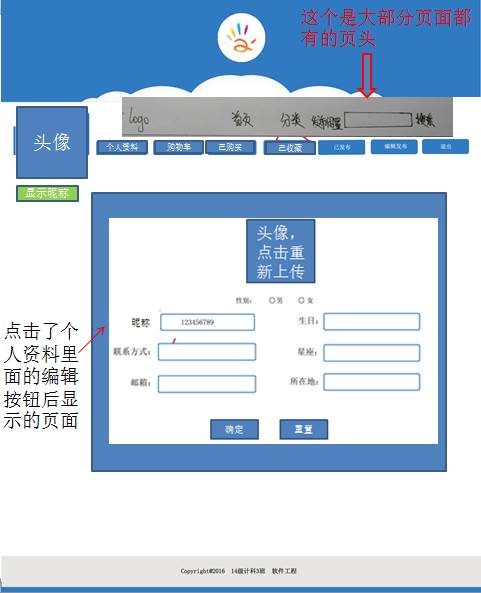 这个是大部分页面都
有的页头
logo 首页 分类 搜索
头像
个人资料 购物车 已购买 已收藏 已发布 编辑发布 退出
显示昵称
头像，
点击重
新上传
性别： 男 女
昵称 123456789 生日：
联系方式： 星座：
邮箱： 所在地：
点击了个
人资料里
面的编辑
按钮后显
示的页面
确定 重置
Copyright@2016 14级计科3班 软件工程